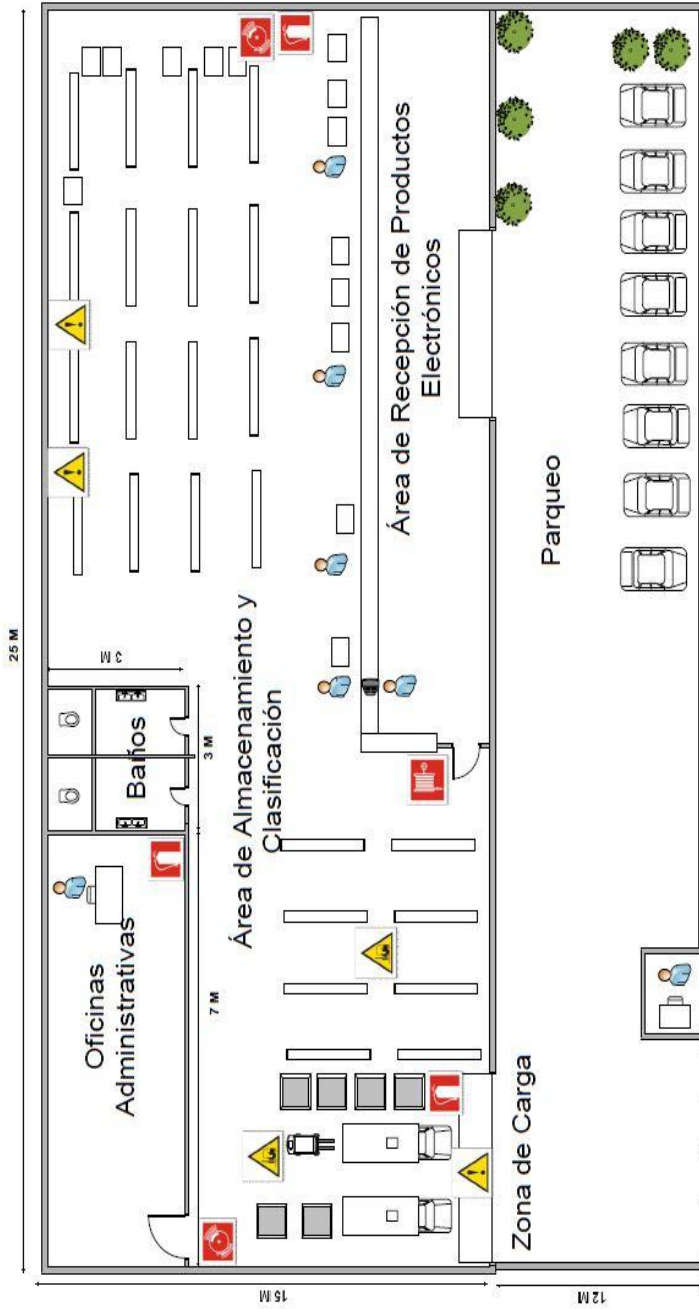 25 M
3 M
Baños
3 M
Oficinas
Administrativas
7 M
Área de Almacenamiento y
Clasificación
Área de Recepción de Productos
Electrónicos
Parqueo
Zona de Carga
15 M
12 M